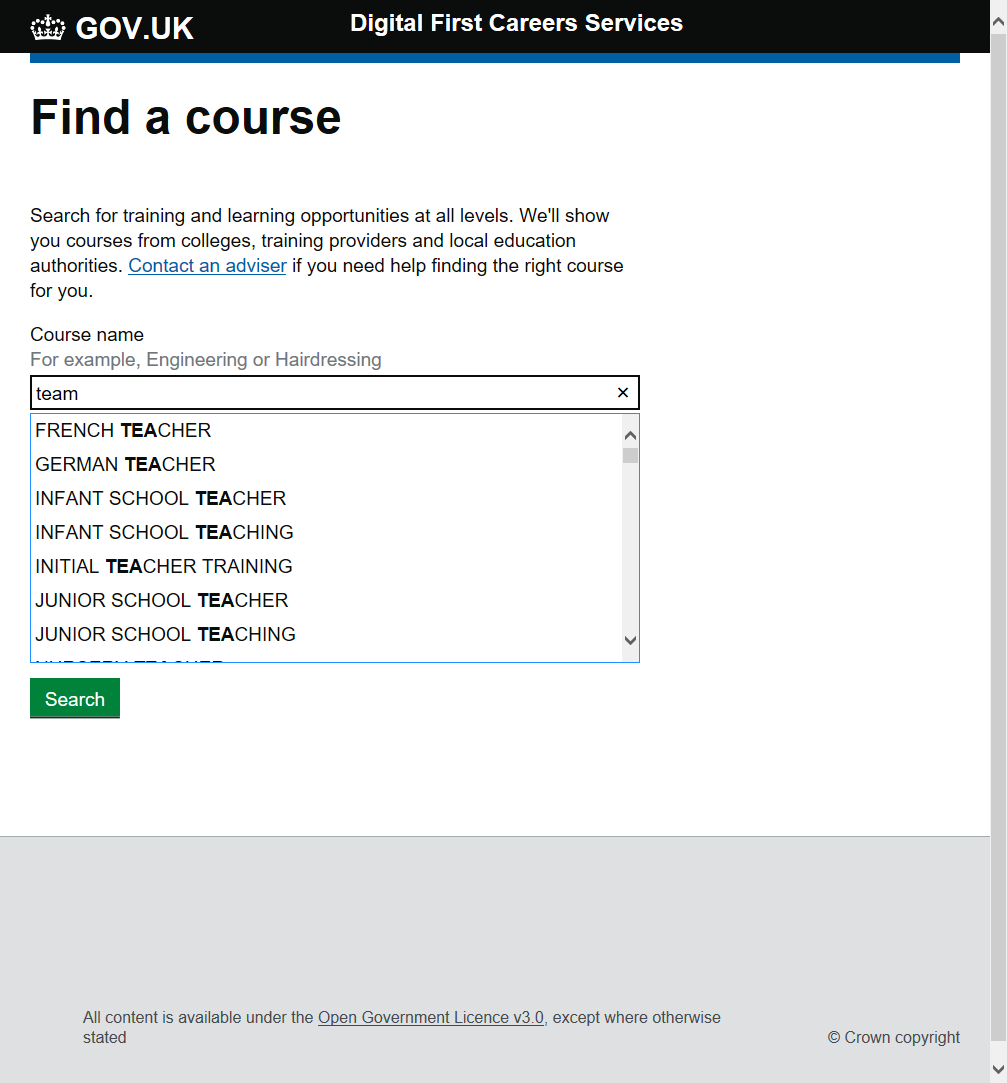 GOV.UK
Digital First Careers Services
Find a course
Search for training and learning opportunities at all levels. We'll show
you courses from colleges, training providers and local education
authorities. Contact an adviser if you need help finding the right course
for you.
Course name
For example, Engineering or Hairdressing
team
FRENCH TEACHER
GERMAN TEACHER
INFANT SCHOOL TEACHER
INFANT SCHOOL TEACHING
INITIAL TEACHER TRAINING
JUNIOR SCHOOL TEACHER
JUNIOR SCHOOL TEACHING
Search
All content is available under the Open Government Licence v3.0, except where otherwise
stated
© Crown copyright